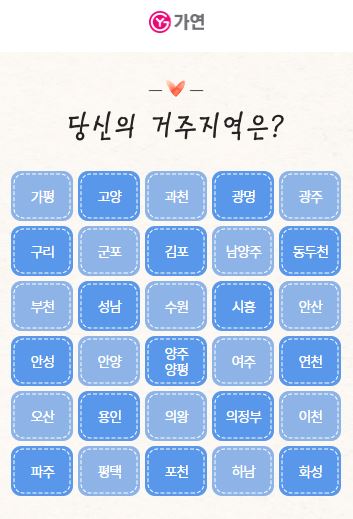 가연
당신의 거주지역은?
가평 고양 과천 광명 광주
구리 군포 김포 남양주 동두천
부천 성남 수원 시흥 안산
안성 안양 양주 양평 여주 연천
오산 용인 의왕 의정부 이천
파주 평택 포천 하남 화성